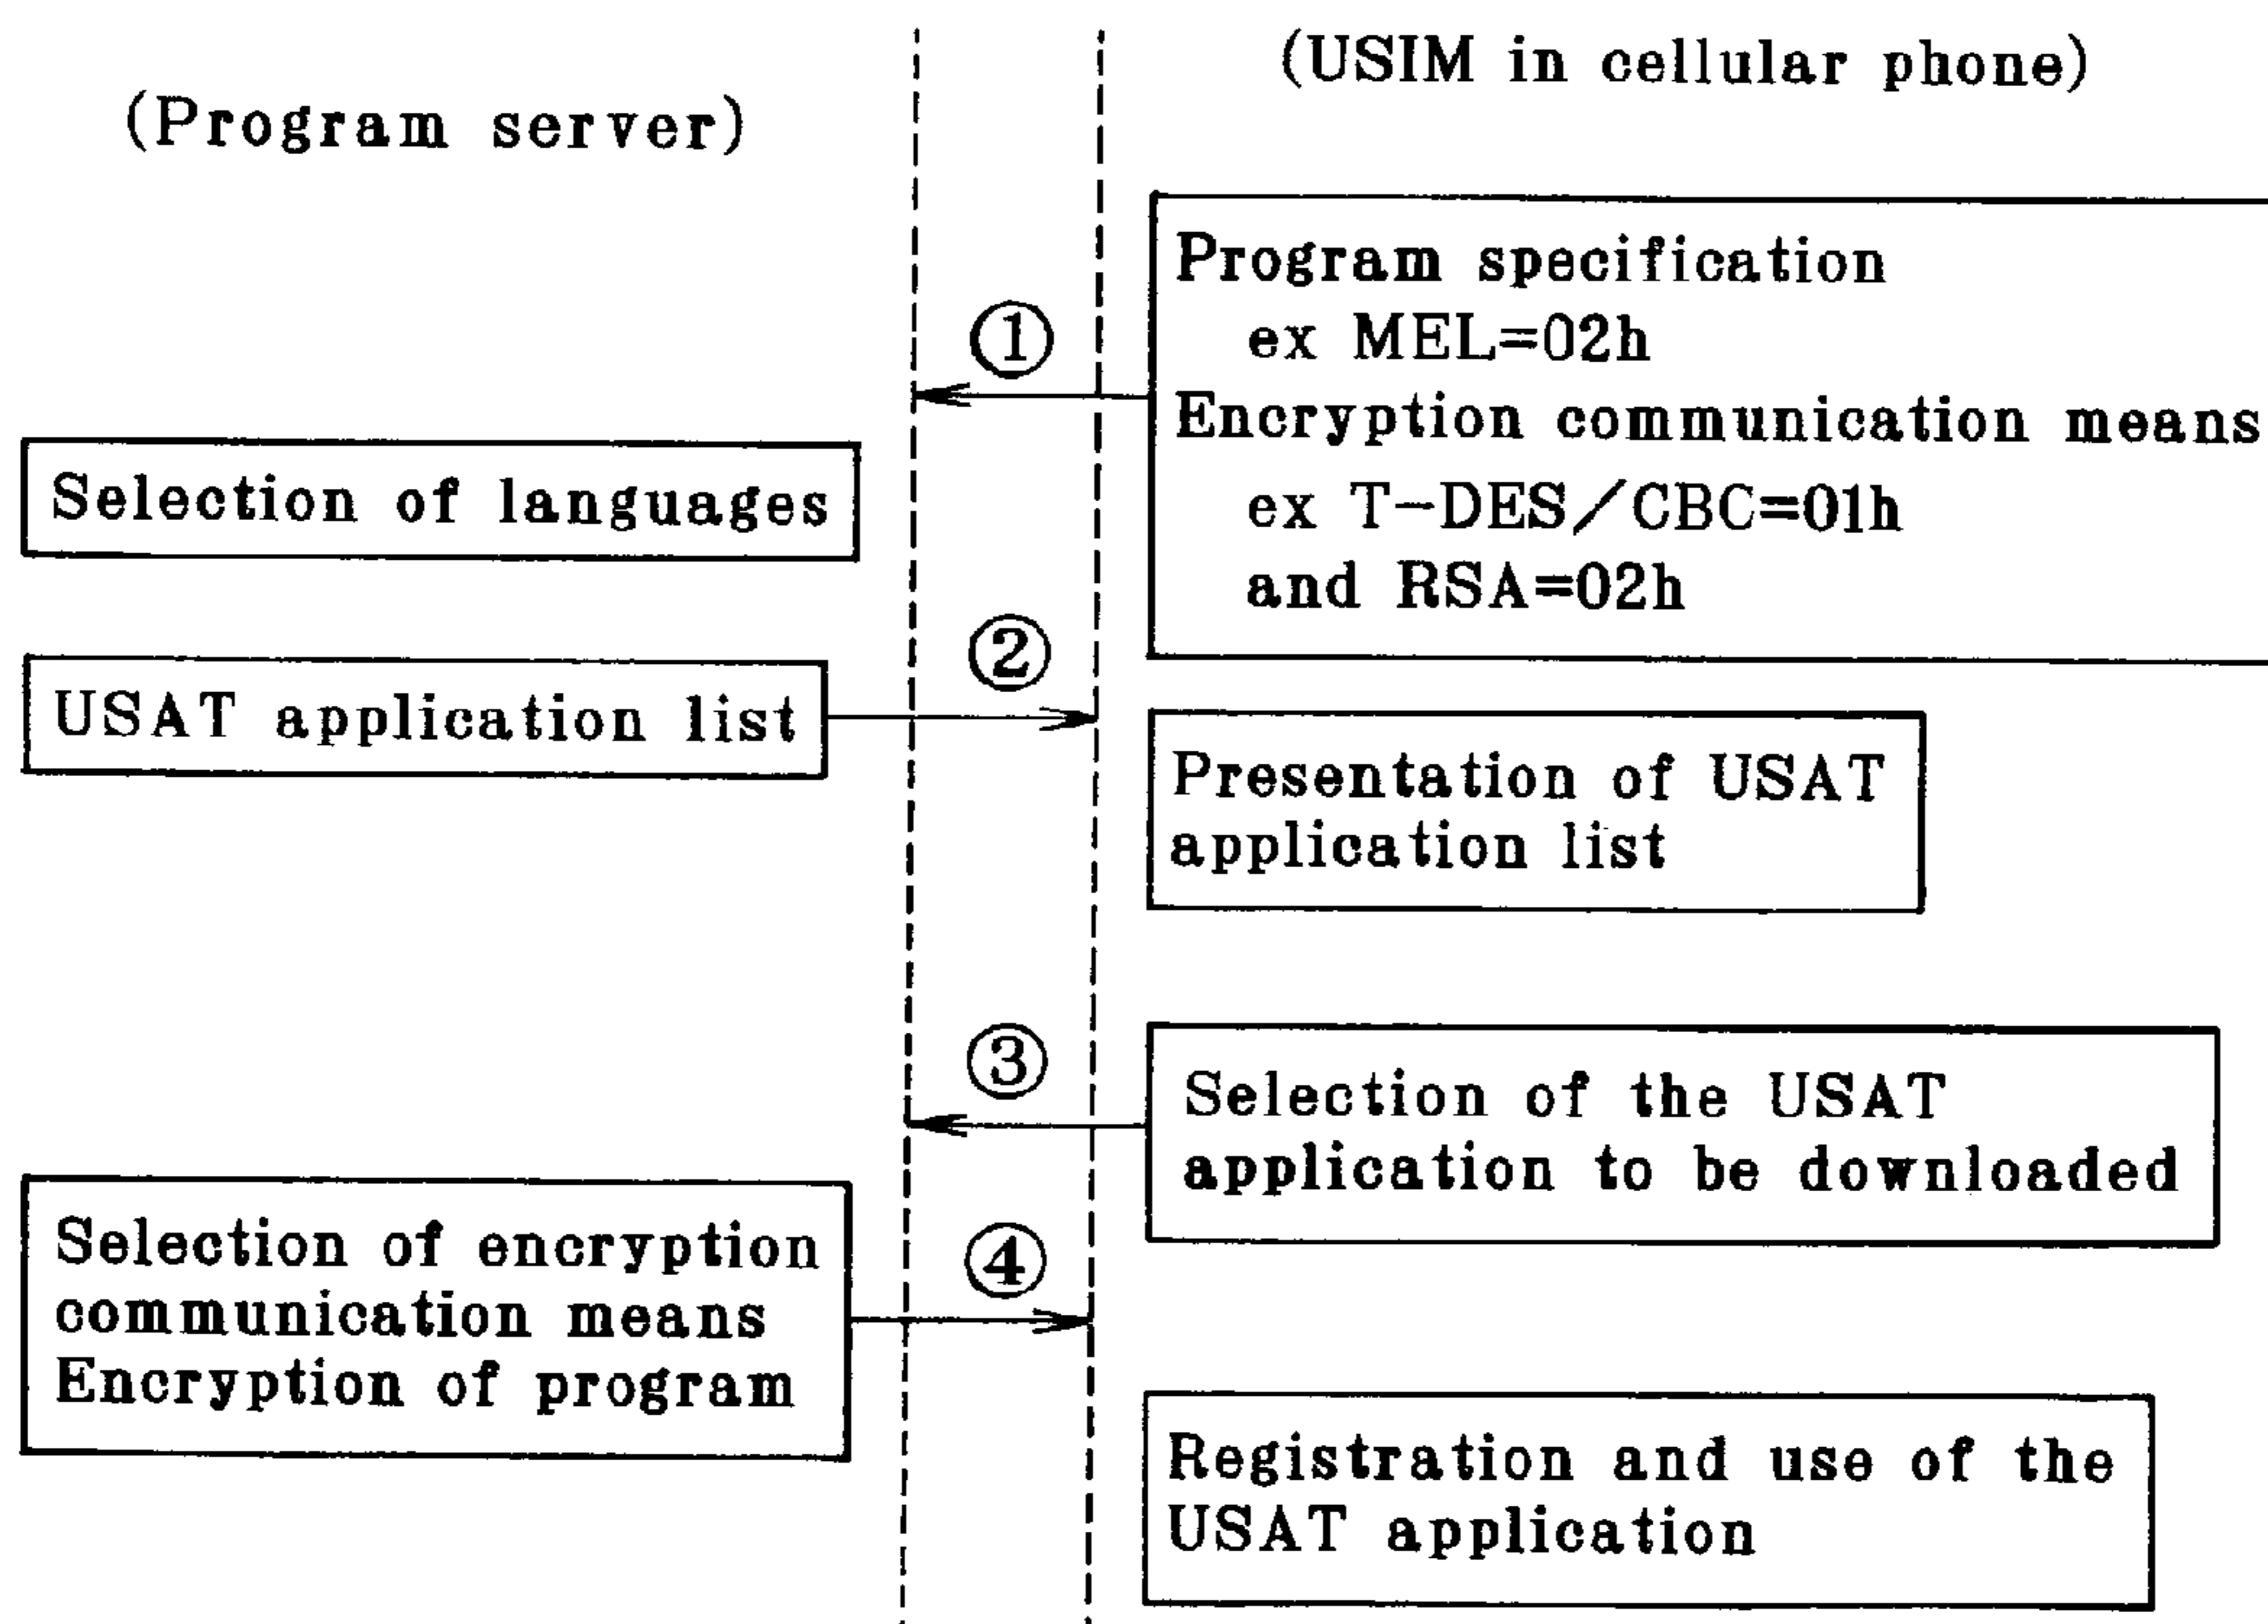 (Program server)
(USIM in cellular phone)
Program specification
ex MEL=02h
Encryption communication means
ex T-DES/CBC=01h
and RSA=02h
①
Selection of languages
②
USAT application list
Presentation of USAT
application list
③
Selection of the USAT
application to be downloaded
Selection of encryption
communication means
Encryption of program
④
Registration and use of the
USAT application